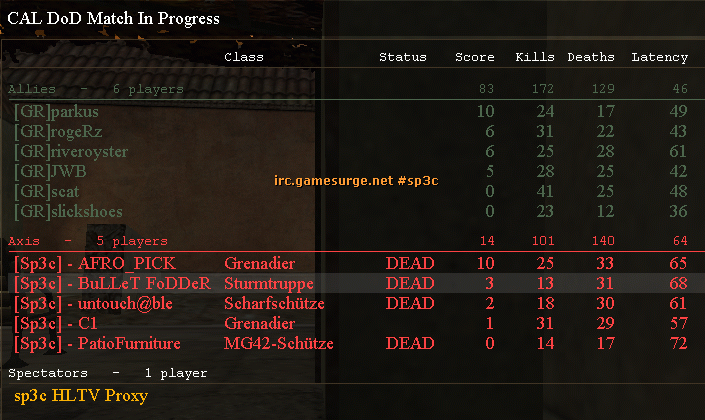 CAL DoD Match In Progress
Class Status Score Kills Deaths Latency
Allies - 6 players 83 172 129 46
[GR]parkus 10 24 17 49
[GR]rogeRz 6 31 22 43
[GR]riveroyster 6 25 28 61
[GR]JWB 5 28 25 42
[GR]scat 0 41 25 48
[GR]slickshoes 0 23 12 36
irc.gamesurge.net #sp3c
Axis - 5 players 14 101 140 64
[Sp3c] - AFRO_PICK Grenadier DEAD 10 25 33 65
[Sp3c] - BuLLeT FoDDeR Sturmtruppe 3 13 31 68
[Sp3c] - untouch@ble Scharfschütze DEAD 2 18 30 61
[Sp3c] - C1 Grenadier 1 31 29 57
[Sp3c] - PatioFurniture MG42-Schütze DEAD 0 14 17 72
Spectators - 1 player
sp3c HLTV Proxy